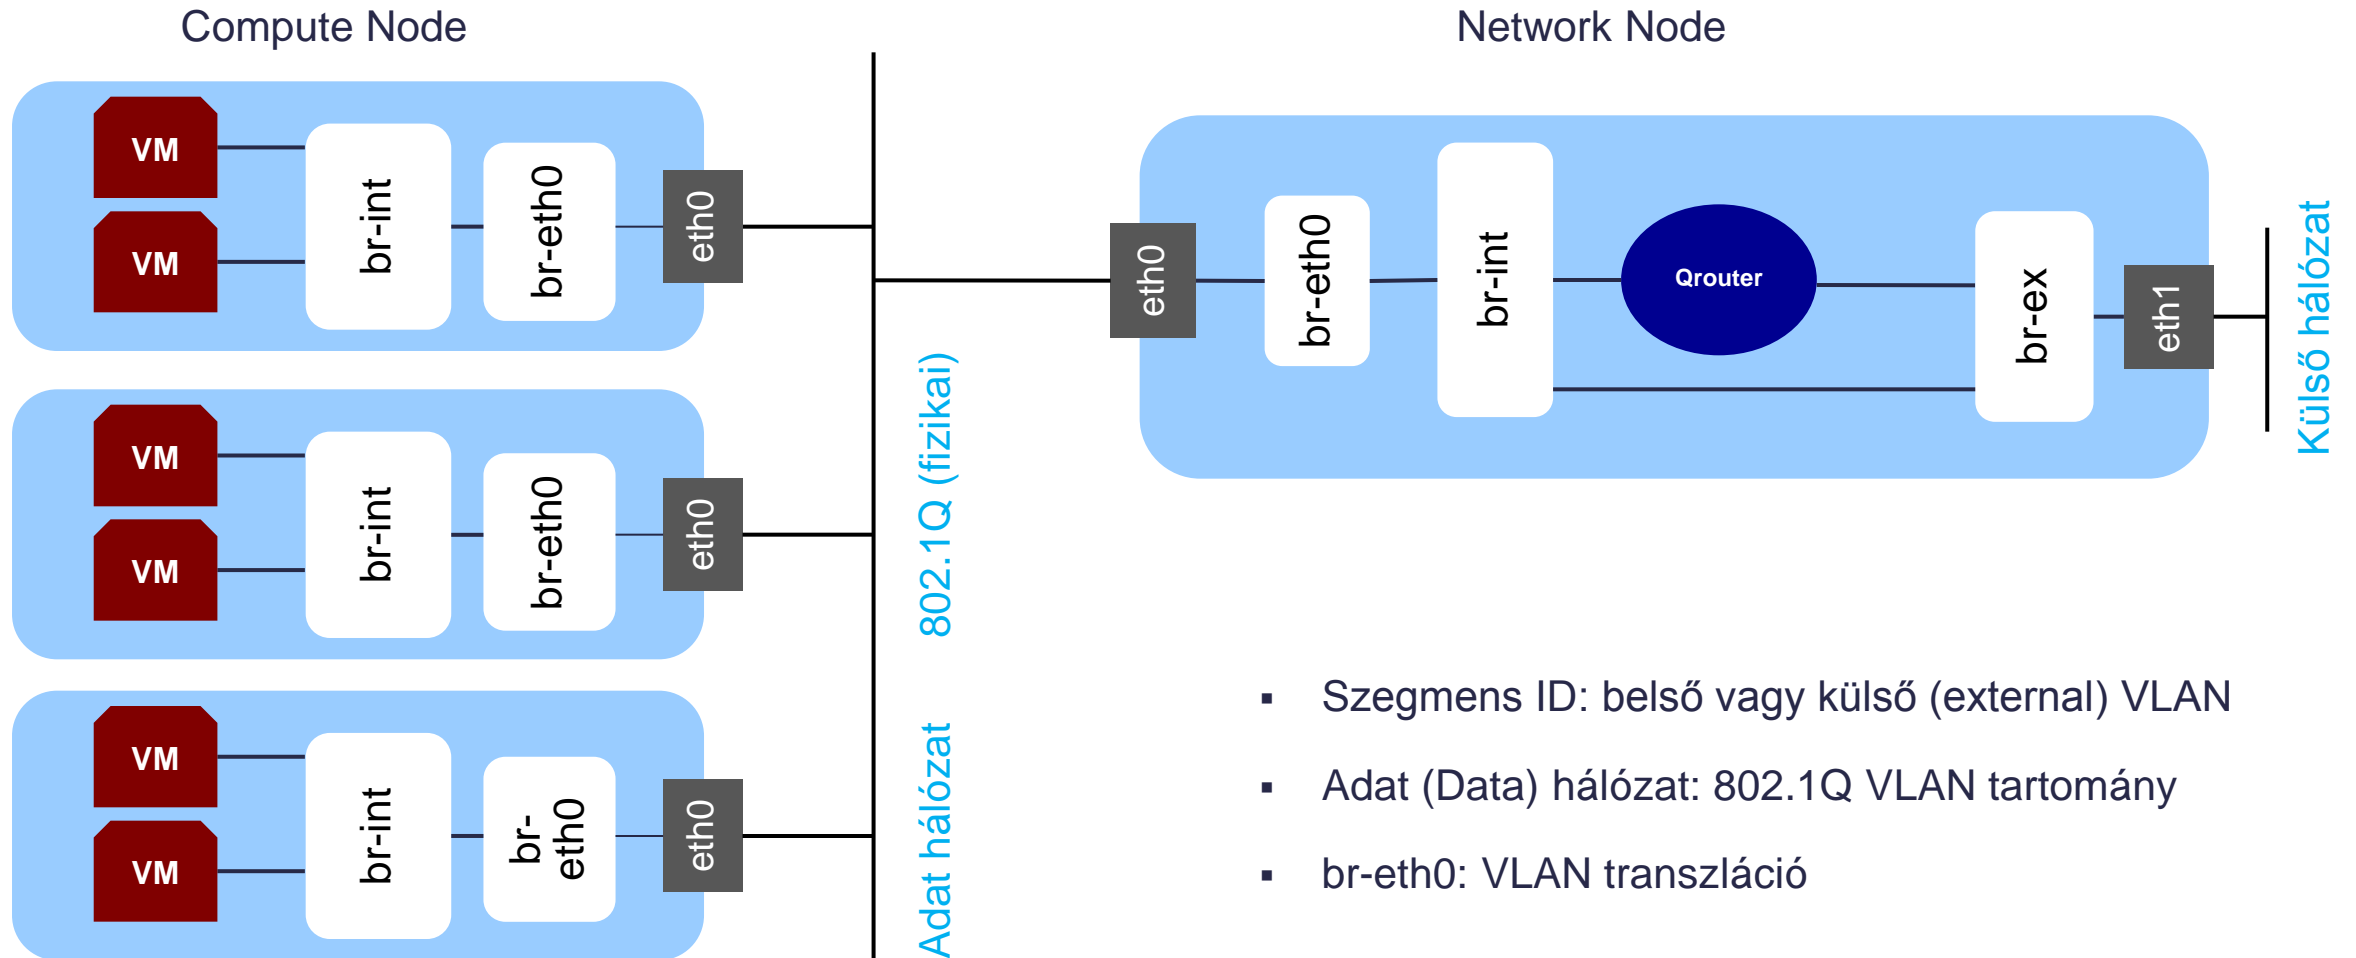 Compute Node
Network Node
VM
VM
br-int
br-eth0
eth0
VM
VM
br-int
br-eth0
eth0
VM
VM
br-int
br-
eth0
eth0
Adat hálózat
802.1Q (fizikai)
eth0
br-eth0
br-int
Qrouter
br-ex
eth1
Külső hálózat
▪ Szegmens ID: belső vagy külső (external) VLAN
▪ Adat (Data) hálózat: 802.1Q VLAN tartomány
▪ br-eth0: VLAN transzláció